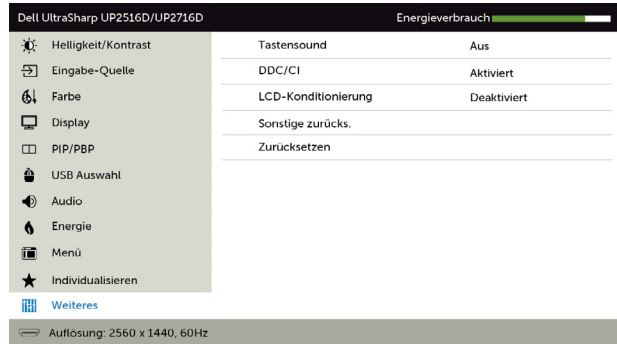 Dell UltraSharp UP2516D/UP2716D Energieverbrauch
Helligkeit/Kontrast Tastensound Aus
Eingabe-Quelle DDC/CI Aktiviert
Farbe LCD-Konditionierung Deaktiviert
Display Sonstige zurücks.
PIP/PBP Zurücksetzen
USB Auswahl
Audio
Energie
Menü
Individualisieren
Weiteres
Auflösung: 2560 x 1440, 60Hz